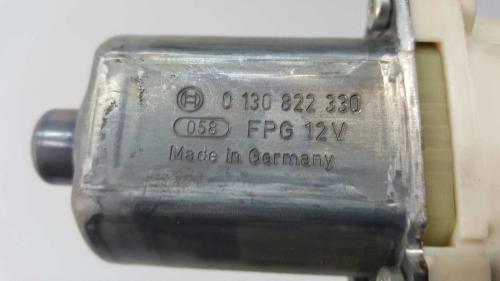 0 130 822 330
058 FPG 12V
Made in Germany